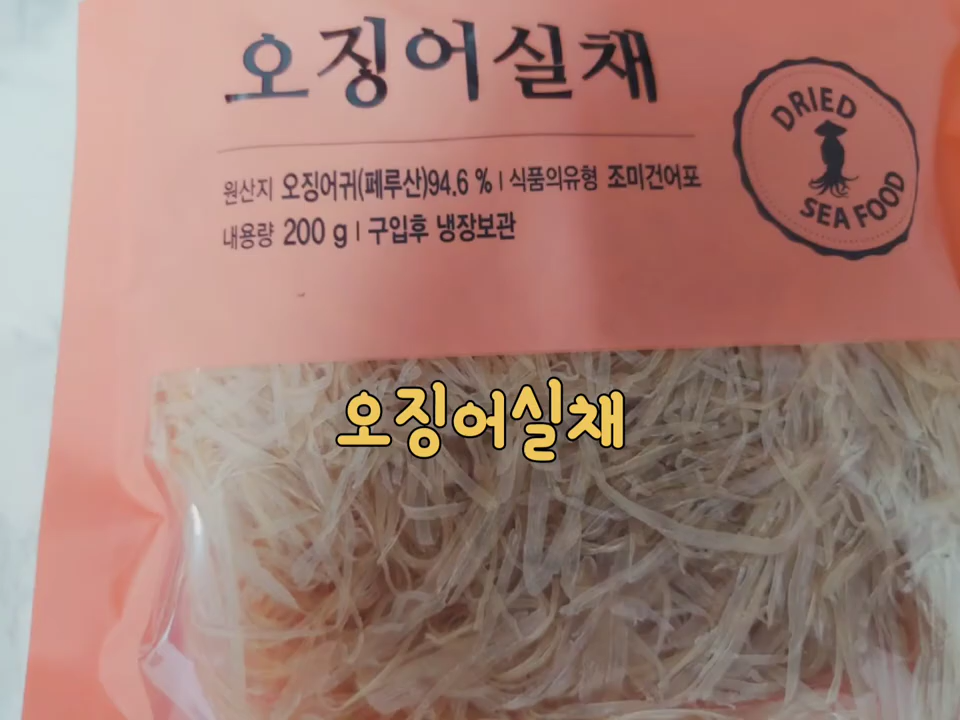 오징어실채
DRIED
SEA FOOD
원산지 오징어귀(페루산)94.6 % | 식품의유형 조미건어포
내용량 200 g | 구입후 냉장보관
오징어실채